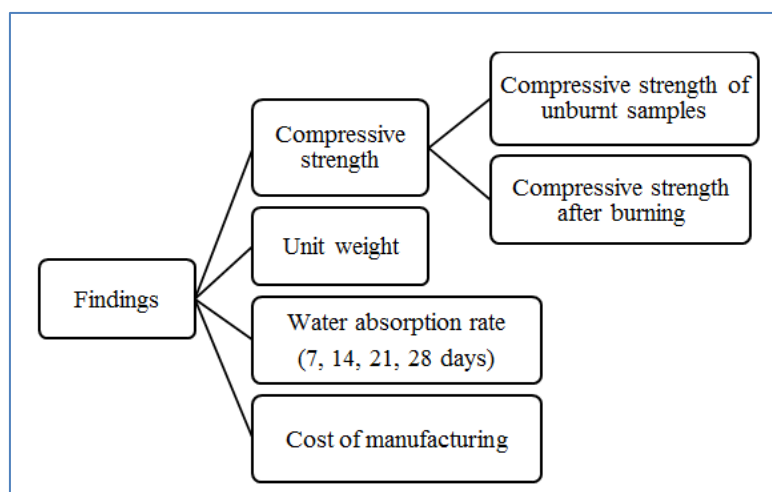 Findings
Compressive
strength
Compressive strength of
unburnt samples
Compressive strength
after burning
Unit weight
Water absorption rate
(7, 14, 21, 28 days)
Cost of manufacturing